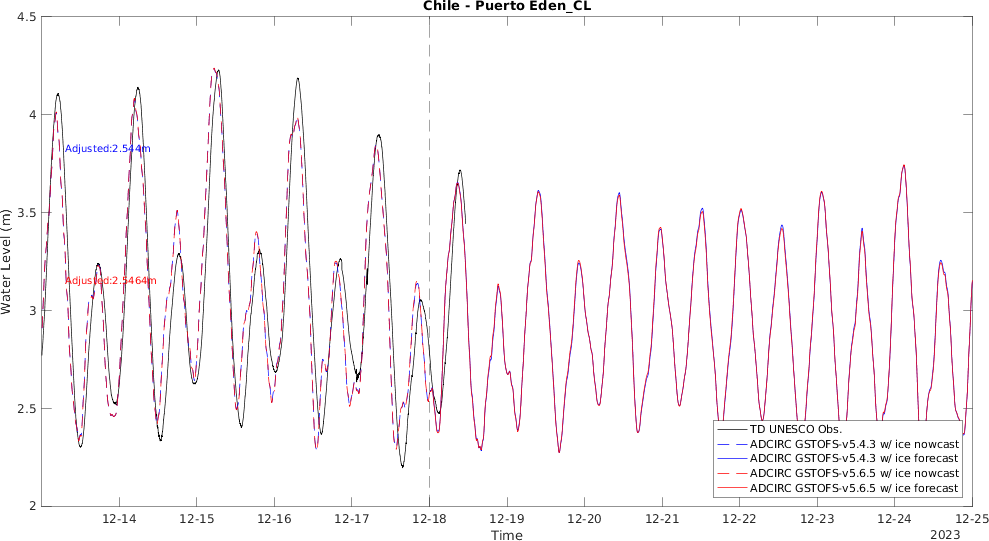 Chile - Puerto Eden_CL
4.5
4
3.5
3
2.5
2
Water Level (m)
Adjusted:2.544m
Adjusted:2.5464m
TD UNESCO Obs.
ADCIRC GSTOFS-v5.4.3 w/ ice nowcast
ADCIRC GSTOFS-v5.4.3 w/ ice forecast
ADCIRC GSTOFS-v5.6.5 w/ ice nowcast
ADCIRC GSTOFS-v5.6.5 w/ ice forecast
12-14 12-15 12-16 12-17 12-18 12-19 12-20 12-21 12-22 12-23 12-24 12-25
Time
2023